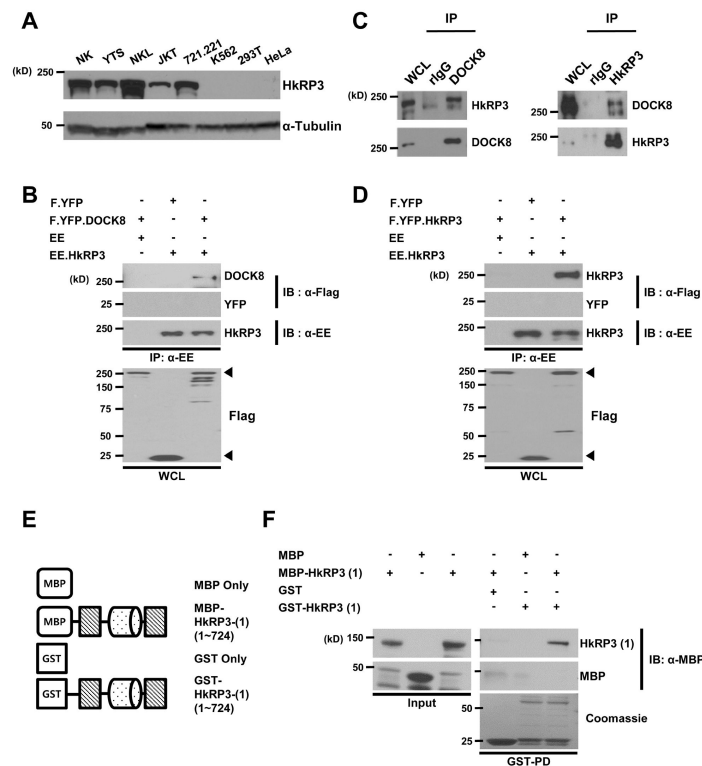 A
NK YTS NKL JKT 721.221 K562 293T HeLa
(kD)
250
HkRP3
50
α-Tubulin
B
F.YFP - + -
F.YFP.DOCK8 + - +
EE + - -
EE.HkRP3 - + +
(kD)
250
DOCK8
25
YFP
IB : α-Flag
250
HkRP3
IB : α-EE
IP: α-EE
250
150
75
50
25
Flag
WCL
C
IP
WCL rIgG DOCK8
(kD)
250
HkRP3
250
DOCK8
IP
WCL rIgG HkRP3
250
DOCK8
250
HkRP3
D
F.YFP - + -
F.YFP.HkRP3 + - +
EE + - -
EE.HkRP3 - + +
(kD)
250
HkRP3
25
YFP
IB : α-Flag
250
HkRP3
IB : α-EE
IP: α-EE
250
150
75
50
25
Flag
WCL
E
MBP
MBP Only
MBP
MBP-
HkRP3-(1)
(1~724)
GST
GST Only
GST
GST-
HkRP3-(1)
(1~724)
F
MBP - + - - + -
MBP-HkRP3 (1) + - + + - +
GST + - -
GST-HkRP3 (1) - + +
(kD)
150
HkRP3 (1)
50
MBP
IB: α-MBP
Input
50
25
Coomassie
GST-PD